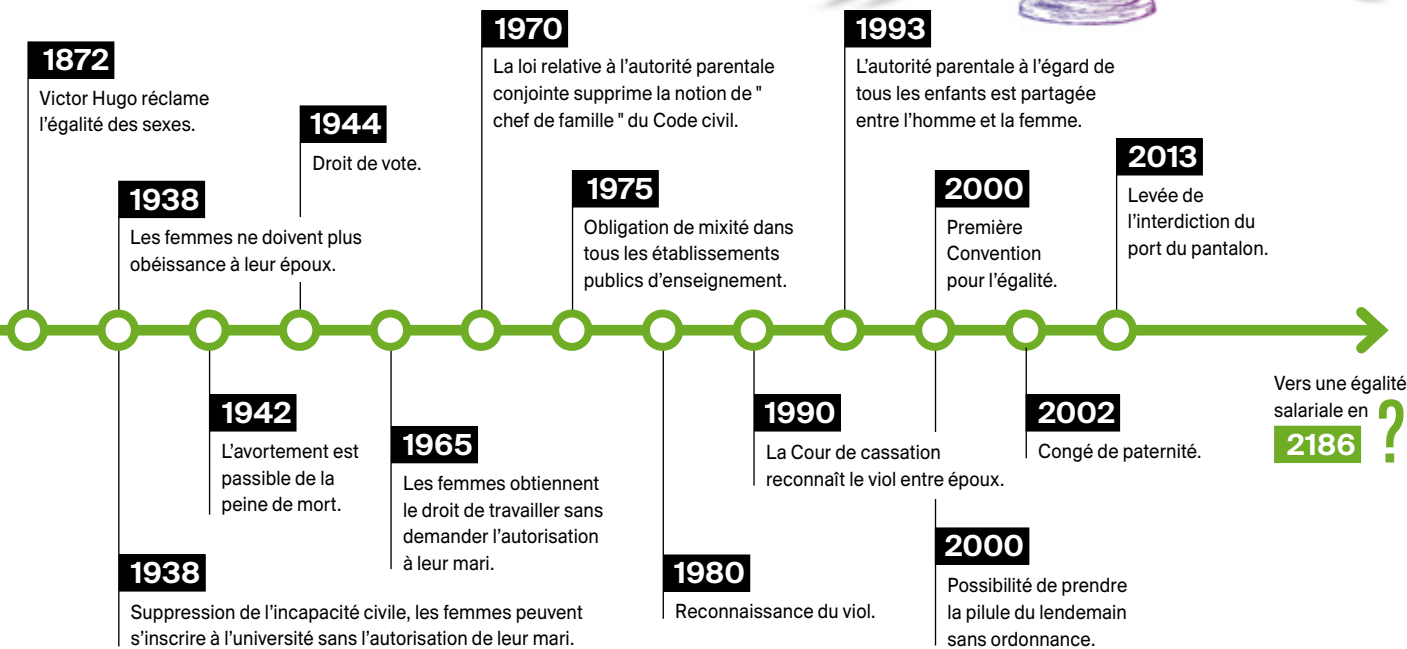 1872
Victor Hugo réclame
l'égalité des sexes.
1938
Les femmes ne doivent plus
obéissance à leur époux.
1944
Droit de vote.
1970
La loi relative à l'autorité parentale
conjointe supprime la notion de "
chef de famille " du Code civil.
1975
Obligation de mixité dans
tous les établissements
publics d'enseignement.
1993
L'autorité parentale à l'égard de
tous les enfants est partagée
entre l'homme et la femme.
2000
Première
Convention
pour l'égalité.
2013
Levée de
l'interdiction du
port du pantalon.
1938
Suppression de l'incapacité civile, les femmes peuvent
s'inscrire à l'université sans l'autorisation de leur mari.
1942
L'avortement est
passible de la
peine de mort.
1965
Les femmes obtiennent
le droit de travailler sans
demander l'autorisation
à leur mari.
1980
Reconnaissance du viol.
1990
La Cour de cassation
reconnaît le viol entre époux.
2000
Possibilité de prendre
la pilule du lendemain
sans ordonnance.
2002
Congé de paternité.
Vers une égalité
salariale en
2186 ?